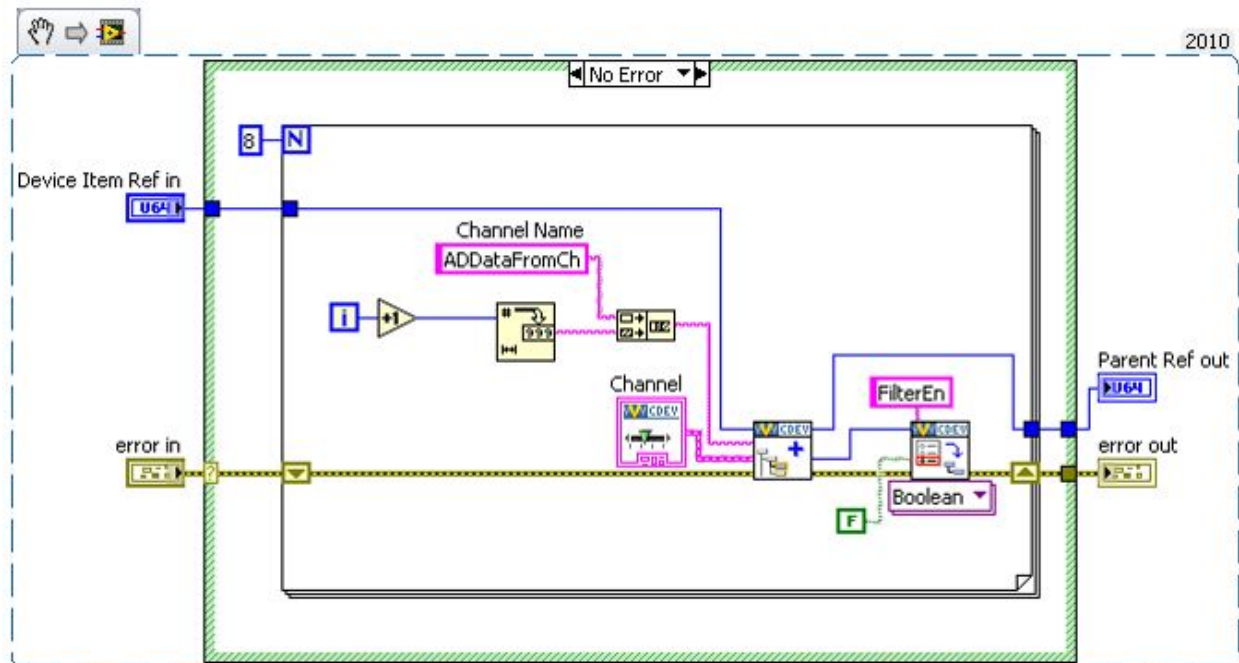 2010
No Error
8 N
Device Item Ref in
U64
Channel Name
ADDataFromCh
i +1 # 999
Channel
CDEV
Parent Ref out
U64
FilterEn
CDEV CDEV
error in
error out
?
Boolean
F